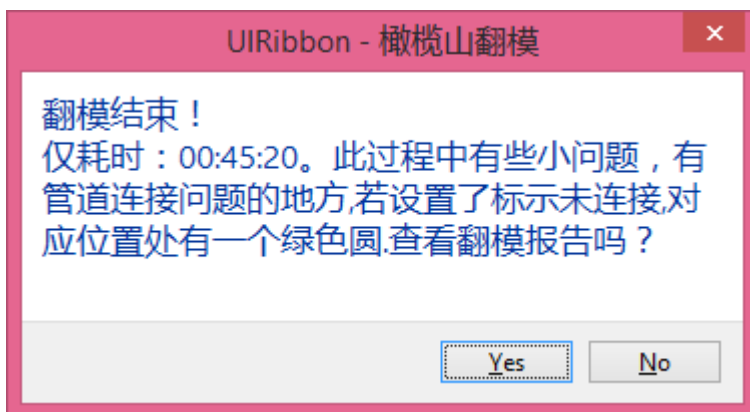 UIRibbon - 橄榄山翻模
翻模结束！
仅耗时：00:45:20。此过程中有些小问题，有
管道连接问题的地方,若设置了标示未连接,对
应位置处有一个绿色圆.查看翻模报告吗？
Yes
No